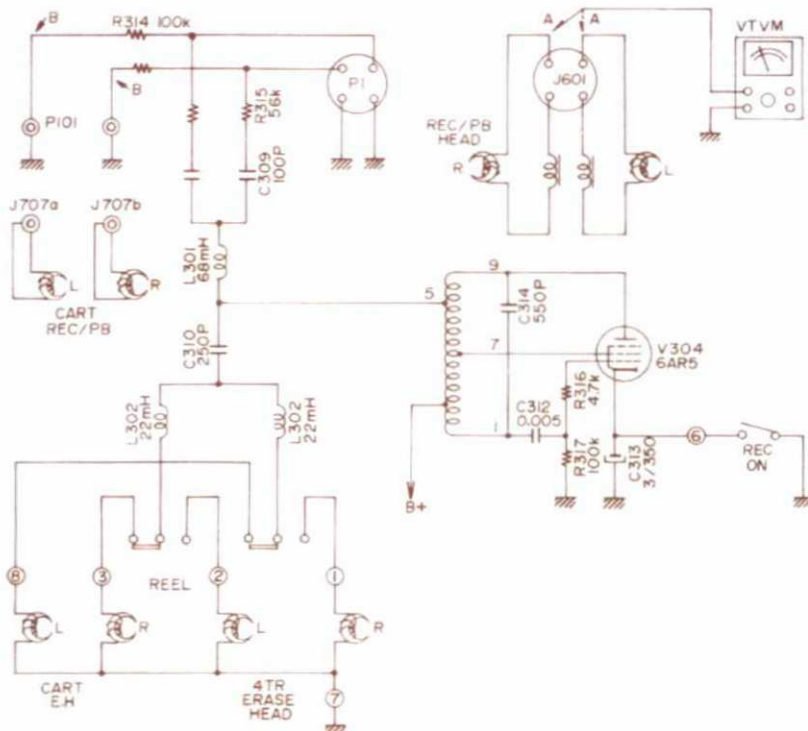 B
R314 100k
B
P101
P1
R315
56k
C309
100P
J707a
J707b
L
R
CART
REC/PB
L301
68mH
C310
250P
L302
22mH
L302
22mH
A
A
J601
VTVM
REC/PB
HEAD
R
L
5
9
7
1
C314
550P
V304
6AR5
C312
0.005
R316
4.7k
R317
100k
C313
3/350
6
REC
ON
B+
8
3
REEL
2
1
L
R
L
R
CART
E.H
4TR
ERASE
HEAD
7